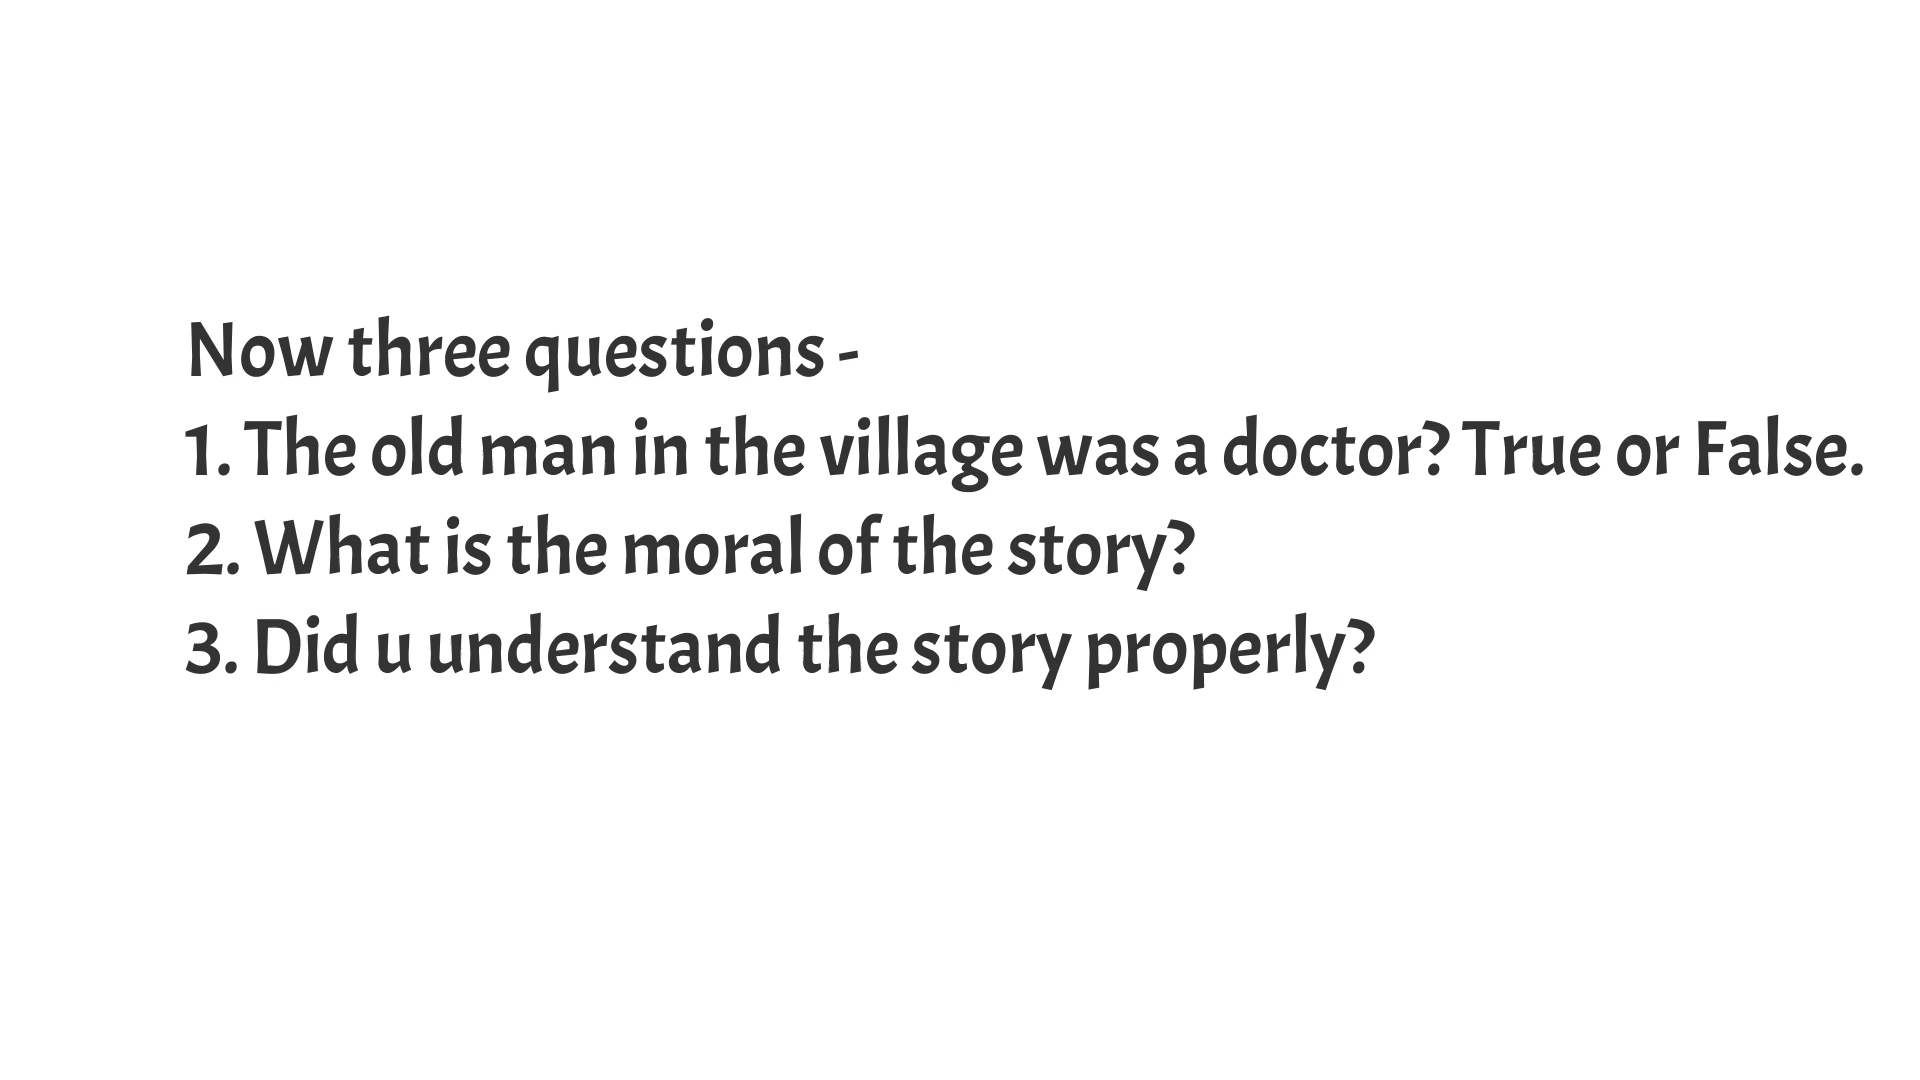 Now three questions -
1. The old man in the village was a doctor? True or False.
2. What is the moral of the story?
3. Did u understand the story properly?